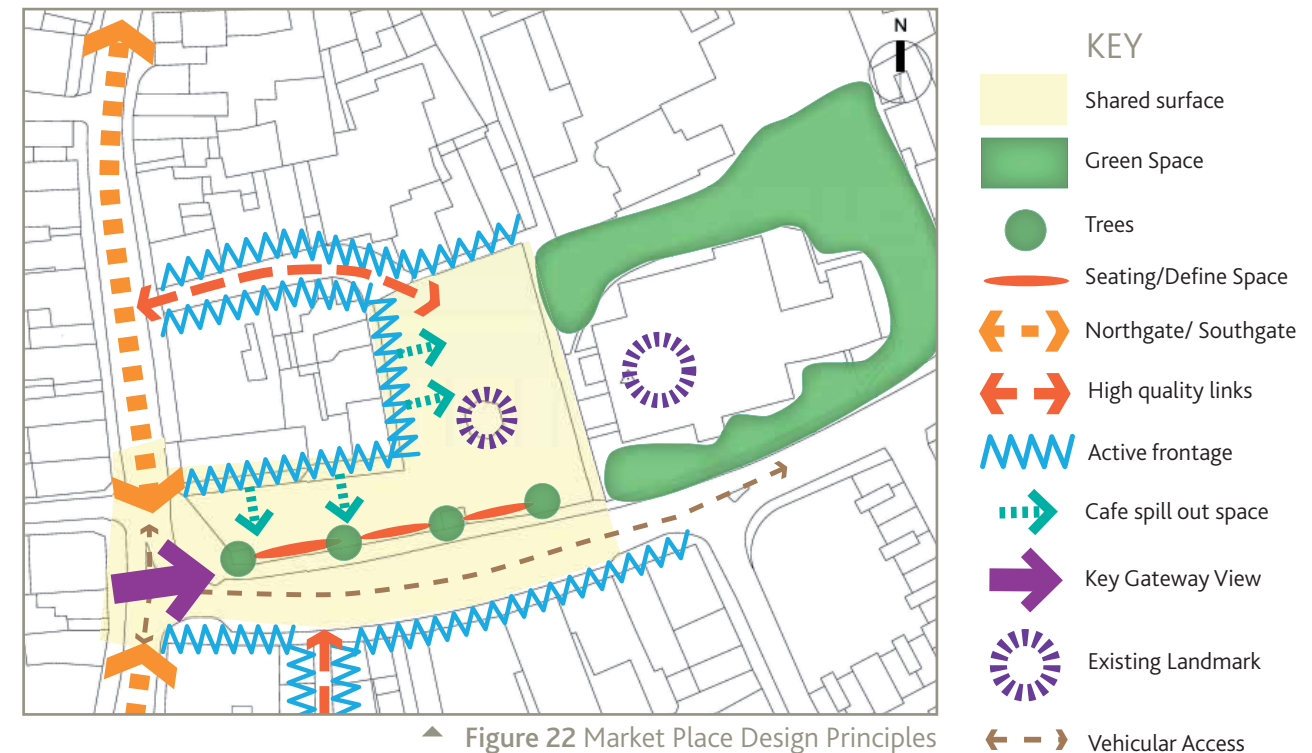 N
KEY
Shared surface
Green Space
Trees
Seating/Define Space
Northgate/ Southgate
High quality links
Active frontage
Cafe spill out space
Key Gateway View
Existing Landmark
Vehicular Access
Figure 22 Market Place Design Principles